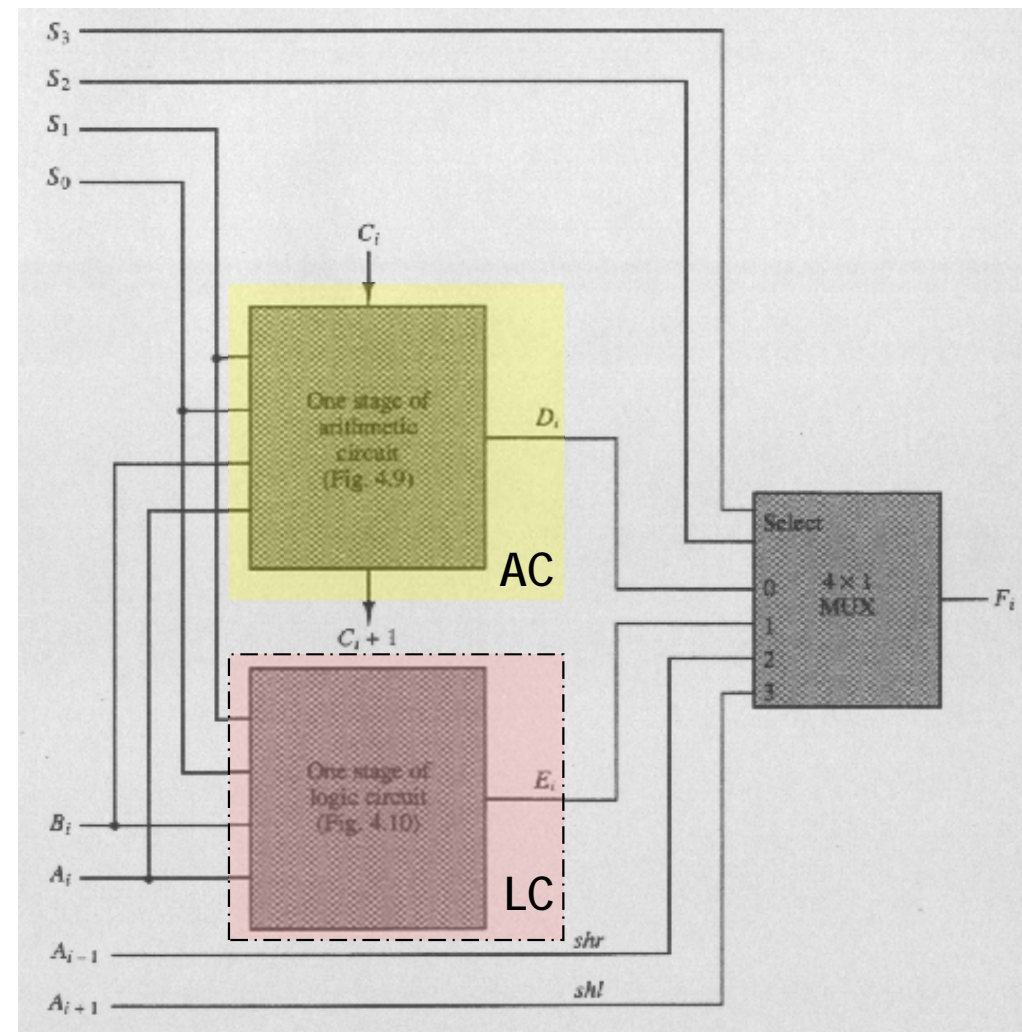 S₃
S₂
S₁
S₀
Cᵢ
One stage of
arithmetic
circuit
(Fig. 4.9)
Dᵢ
AC
Cᵢ + 1
Select
0
1
2
3
4 × 1
MUX
Fᵢ
One stage of
logic circuit
(Fig. 4.10)
Eᵢ
LC
Bᵢ
Aᵢ
Aᵢ₋₁
shr
Aᵢ₊₁
shl